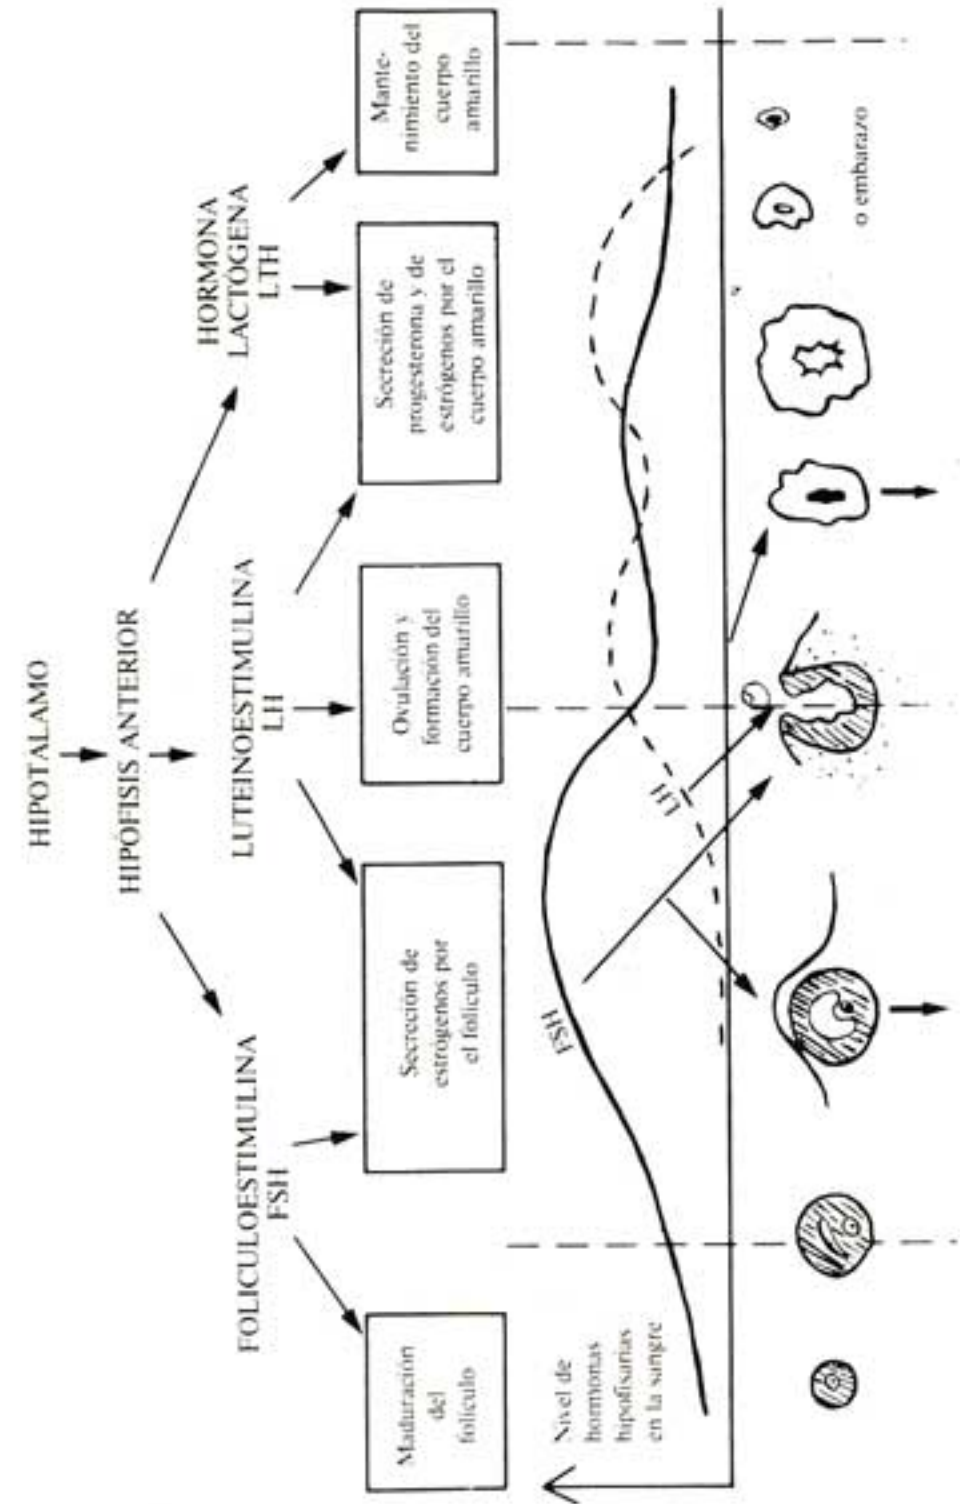 HIPOTALAMO
HIPÓFISIS ANTERIOR
FOLICULOESTIMULINA
FSH
LUTEINOESTIMULINA
LH
HORMONA
LACTÓGENA
LTH
Maduración
del
folículo
Secreción de
estrógenos por
el folículo
Ovulación y
formación del
cuerpo amarillo
Secreción de
progesterona y de
estrógenos por el
cuerpo amarillo
Mante-
nimiento del
cuerpo
amarillo
Nivel de
hormonas
hipofisarias
en la sangre
FSH
LH
o embarazo